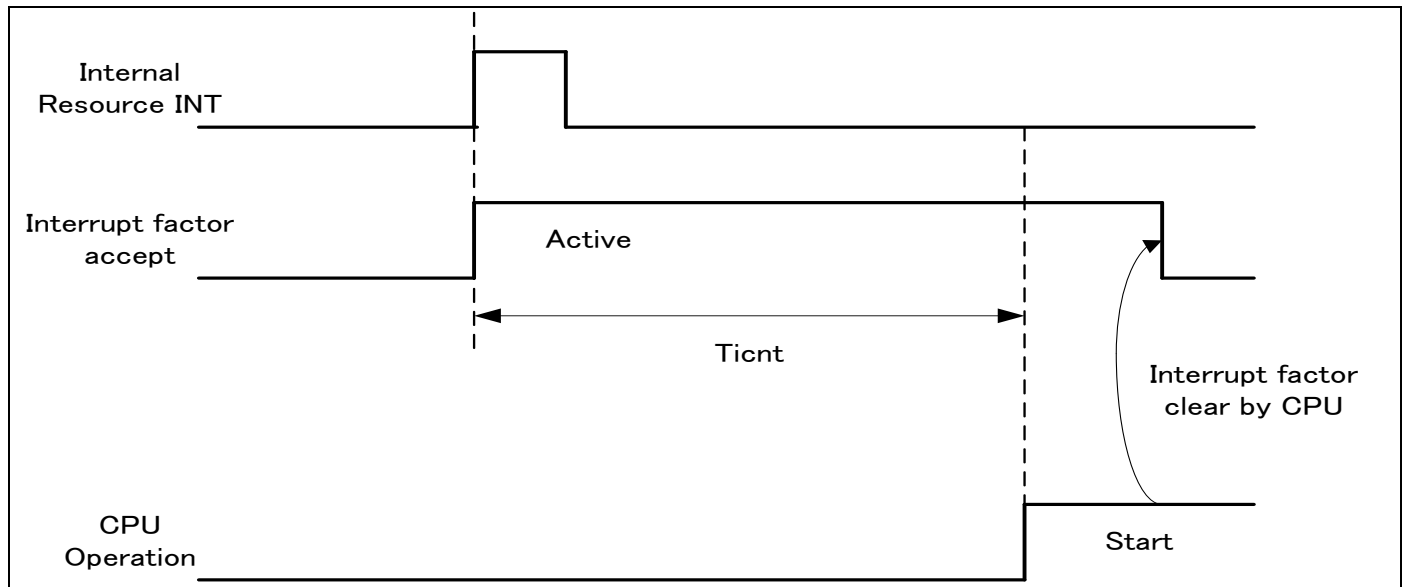 Internal
Resource INT
Interrupt factor
accept
Active
Ticnt
Interrupt factor
clear by CPU
CPU
Operation
Start